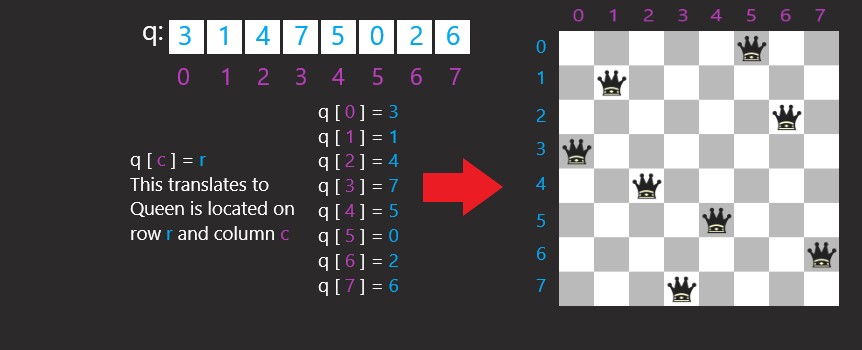 q: 3 1 4 7 5 0 2 6
0 1 2 3 4 5 6 7
q [ 0 ] = 3
q [ 1 ] = 1
q [ 2 ] = 4
q [ 3 ] = 7
q [ 4 ] = 5
q [ 5 ] = 0
q [ 6 ] = 2
q [ 7 ] = 6
q [ c ] = r
This translates to
Queen is located on
row r and column c
0 1 2 3 4 5 6 7
0
1
2
3
4
5
6
7